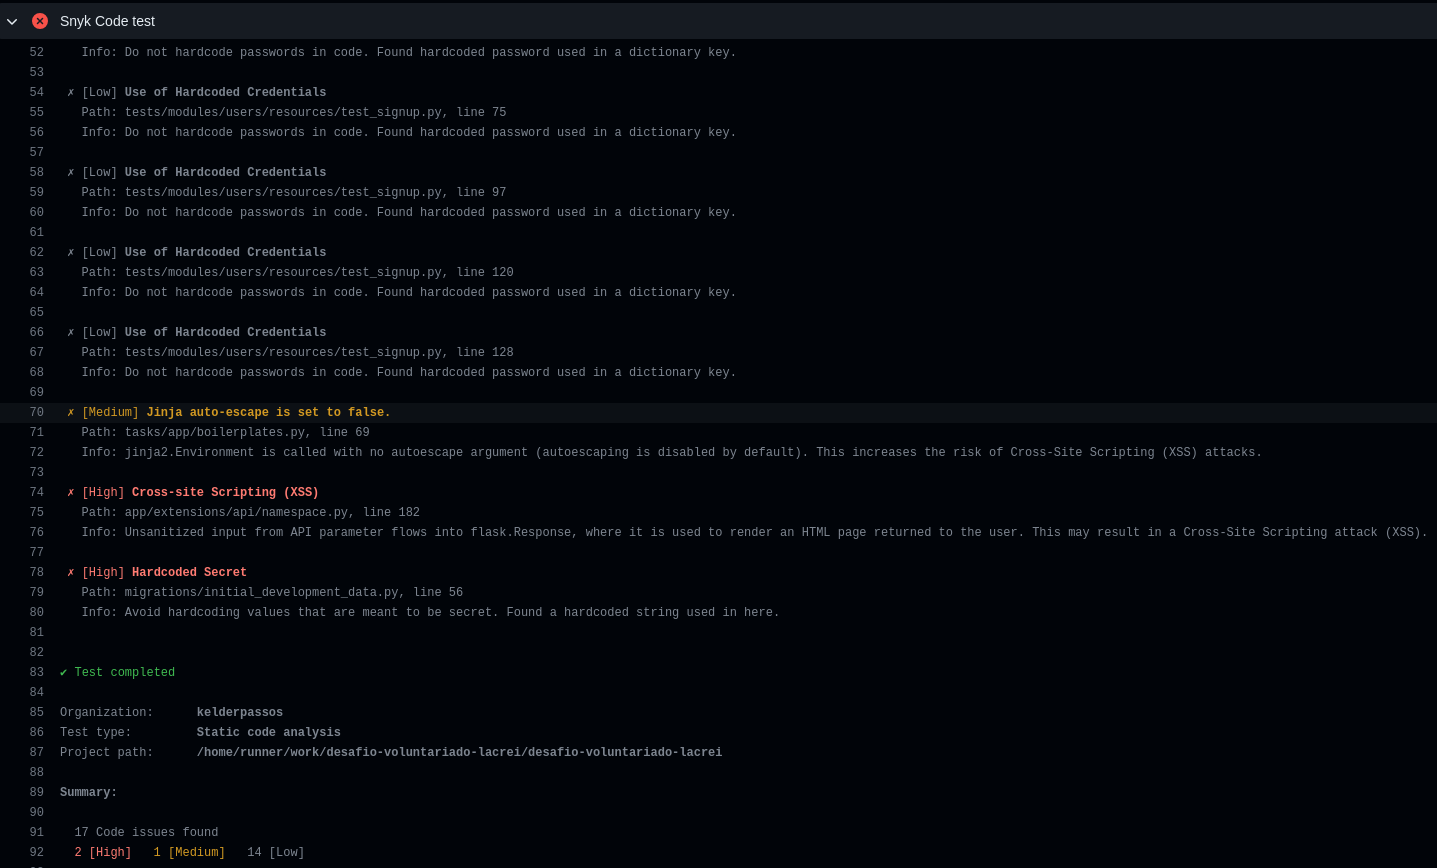 Snyk Code test
52 Info: Do not hardcode passwords in code. Found hardcoded password used in a dictionary key.
53
54 ✗ [Low] Use of Hardcoded Credentials
55 Path: tests/modules/users/resources/test_signup.py, line 75
56 Info: Do not hardcode passwords in code. Found hardcoded password used in a dictionary key.
57
58 ✗ [Low] Use of Hardcoded Credentials
59 Path: tests/modules/users/resources/test_signup.py, line 97
60 Info: Do not hardcode passwords in code. Found hardcoded password used in a dictionary key.
61
62 ✗ [Low] Use of Hardcoded Credentials
63 Path: tests/modules/users/resources/test_signup.py, line 120
64 Info: Do not hardcode passwords in code. Found hardcoded password used in a dictionary key.
65
66 ✗ [Low] Use of Hardcoded Credentials
67 Path: tests/modules/users/resources/test_signup.py, line 128
68 Info: Do not hardcode passwords in code. Found hardcoded password used in a dictionary key.
69
70 ✗ [Medium] Jinja auto-escape is set to false.
71 Path: tasks/app/boilerplates.py, line 69
72 Info: jinja2.Environment is called with no autoescape argument (autoescaping is disabled by default). This increases the risk of Cross-Site Scripting (XSS) attacks.
73
74 ✗ [High] Cross-site Scripting (XSS)
75 Path: app/extensions/api/namespace.py, line 182
76 Info: Unsanitized input from API parameter flows into flask.Response, where it is used to render an HTML page returned to the user. This may result in a Cross-Site Scripting attack (XSS).
77
78 ✗ [High] Hardcoded Secret
79 Path: migrations/initial_development_data.py, line 56
80 Info: Avoid hardcoding values that are meant to be secret. Found a hardcoded string used in here.
81
82
83 ✔ Test completed
84
85 Organization: kelderpassos
86 Test type: Static code analysis
87 Project path: /home/runner/work/desafio-voluntariado-lacrei/desafio-voluntariado-lacrei
88
89 Summary:
90
91 17 Code issues found
92 2 [High] 1 [Medium] 14 [Low]